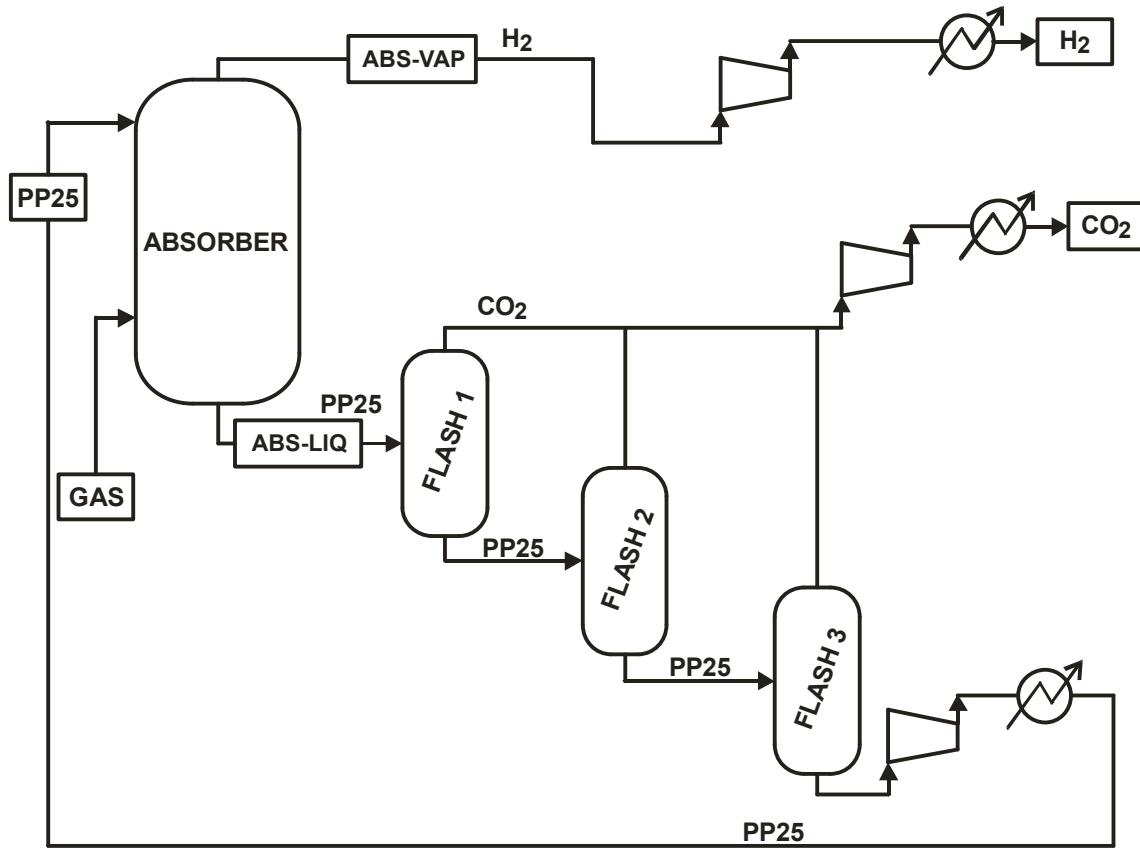 ABS-VAP
H2
H2
PP25
ABSORBER
CO2
CO2
GAS
PP25
ABS-LIQ
FLASH 1
PP25
FLASH 2
PP25
FLASH 3
PP25